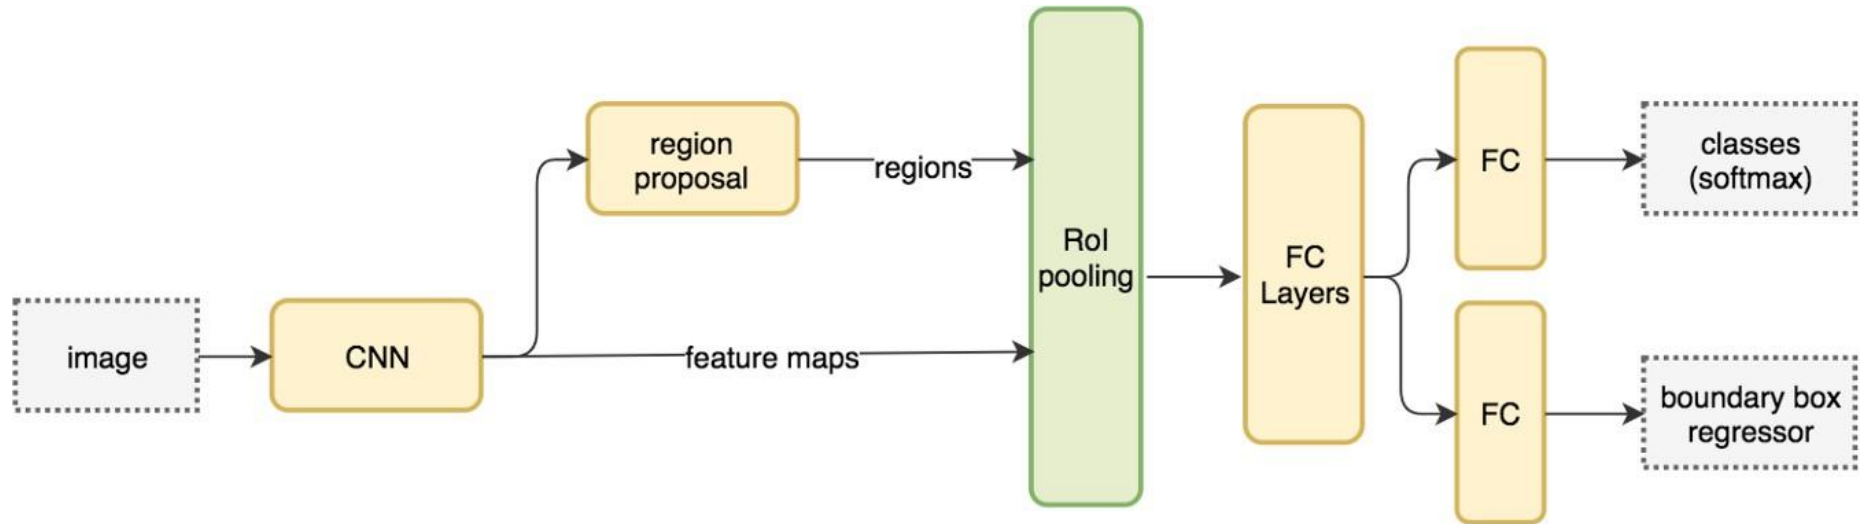 image
CNN
region
proposal
regions
feature maps
RoI
pooling
FC
Layers
FC
classes
(softmax)
FC
boundary box
regressor